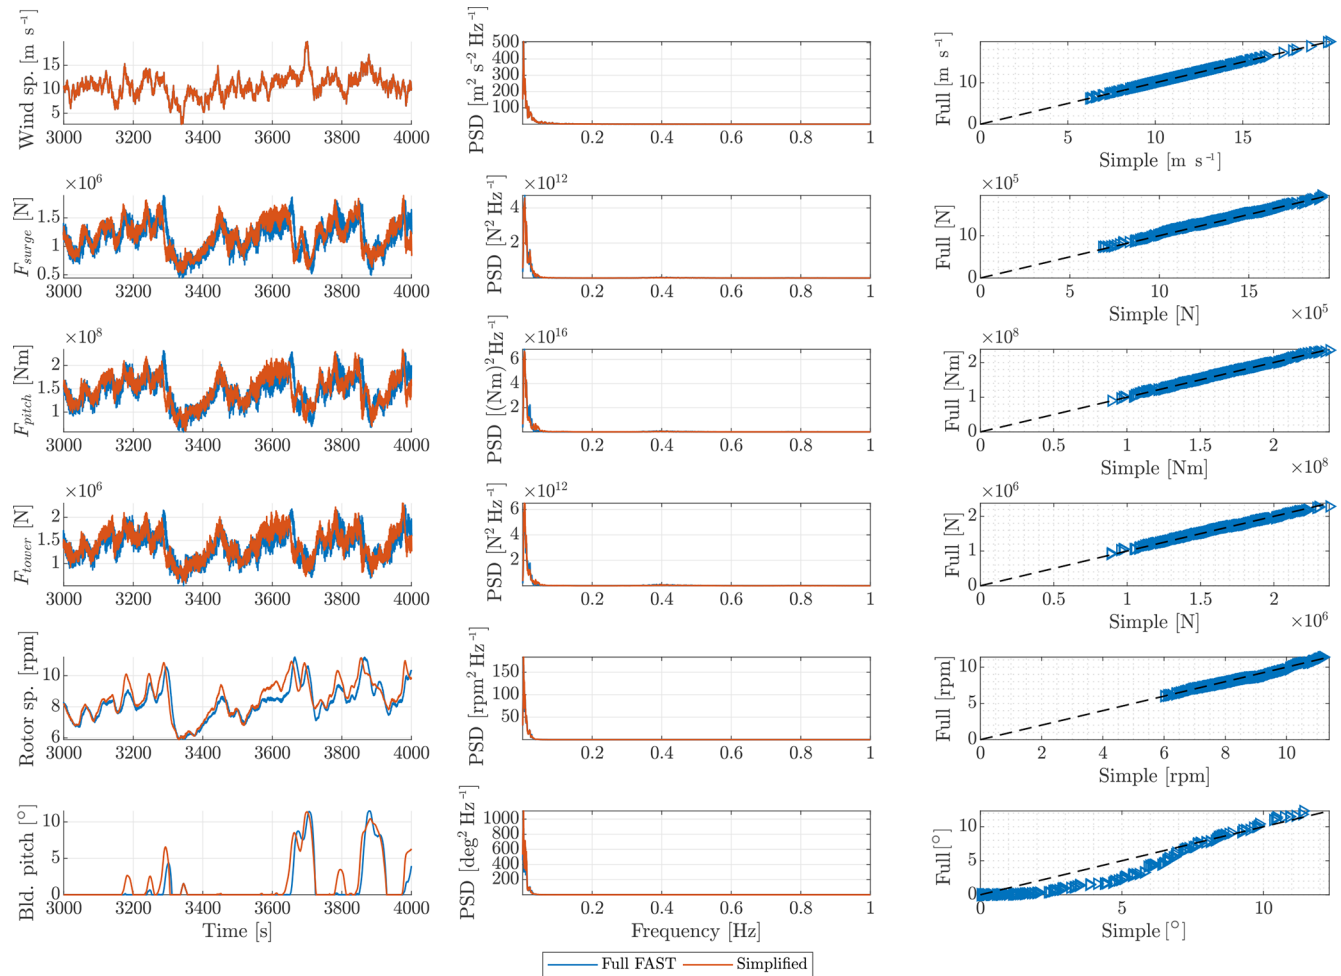 Wind sp. [m s⁻¹]
15
10
5
3000 3200 3400 3600 3800 4000
PSD [m² s⁻² Hz⁻¹]
500
400
300
200
100
0.2 0.4 0.6 0.8 1
Full [m s⁻¹]
10
0
0 5 10 15
Simple [m s⁻¹]
×10⁶
F_surge [N]
1.5
1
0.5
3000 3200 3400 3600 3800 4000
×10¹²
PSD [N² Hz⁻¹]
4
2
0.2 0.4 0.6 0.8 1
×10⁵
Full [N]
10
0
0 5 10 15
Simple [N]
×10⁵
×10⁸
F_pitch [Nm]
2
1.5
1
3000 3200 3400 3600 3800 4000
×10¹⁶
PSD [(Nm)² Hz⁻¹]
6
4
2
0.2 0.4 0.6 0.8 1
×10⁸
Full [Nm]
2
1
0
0 1 2
Simple [Nm]
×10⁸
×10⁶
F_tower [N]
2
1.5
1
3000 3200 3400 3600 3800 4000
×10¹²
PSD [N² Hz⁻¹]
6
4
2
0.2 0.4 0.6 0.8 1
×10⁶
Full [N]
2
1
0
0 0.5 1 1.5 2
Simple [N]
×10⁶
Rotor sp. [rpm]
10
8
6
3000 3200 3400 3600 3800 4000
PSD [rpm² Hz⁻¹]
150
100
50
0.2 0.4 0.6 0.8 1
Full [rpm]
10
5
0
0 2 4 6 8 10
Simple [rpm]
Bld. pitch [°]
10
5
0
3000 3200 3400 3600 3800 4000
Time [s]
PSD [deg² Hz⁻¹]
1000
800
600
400
200
0.2 0.4 0.6 0.8 1
Frequency [Hz]
Full [°]
10
5
0
0 5 10
Simple [°]
Full FAST Simplified